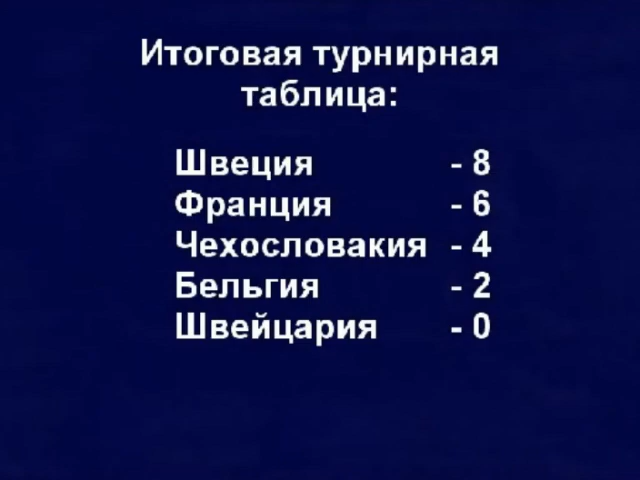 Итоговая турнирная
таблица:
Швеция - 8
Франция - 6
Чехословакия - 4
Бельгия - 2
Швейцария - 0